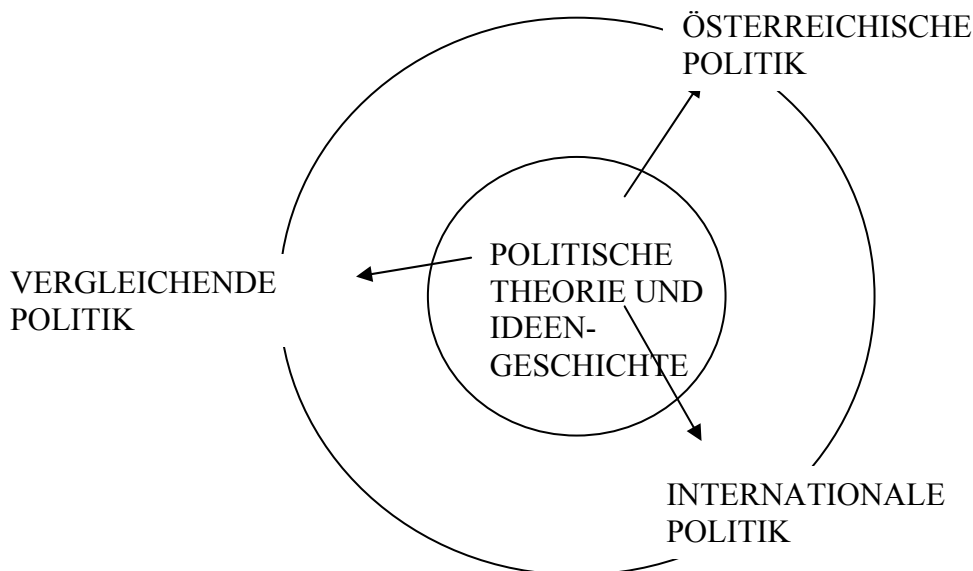 ÖSTERREICHISCHE
POLITIK
POLITISCHE
THEORIE UND
IDEEN-
GESCHICHTE
VERGLEICHENDE
POLITIK
INTERNATIONALE
POLITIK